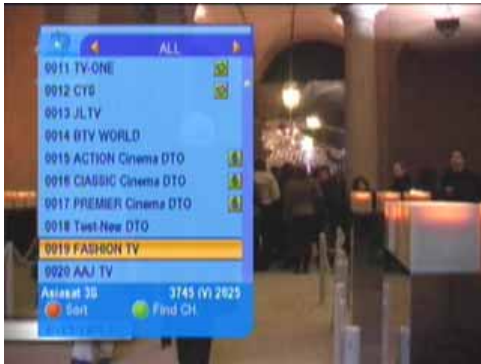 ALL
0011 TV-ONE
0012 CYS
0013 JLTV
0014 BTV WORLD
0015 ACTION Cinema DTO
0016 ClASSIC Cinema DTO
0017 PREMIER Cinema DTO
0018 Test-New DTO
0019 FASHION TV
0020 AAJ TV
Asiasat 3S 3745 (V) 2625
Sort Find CH.